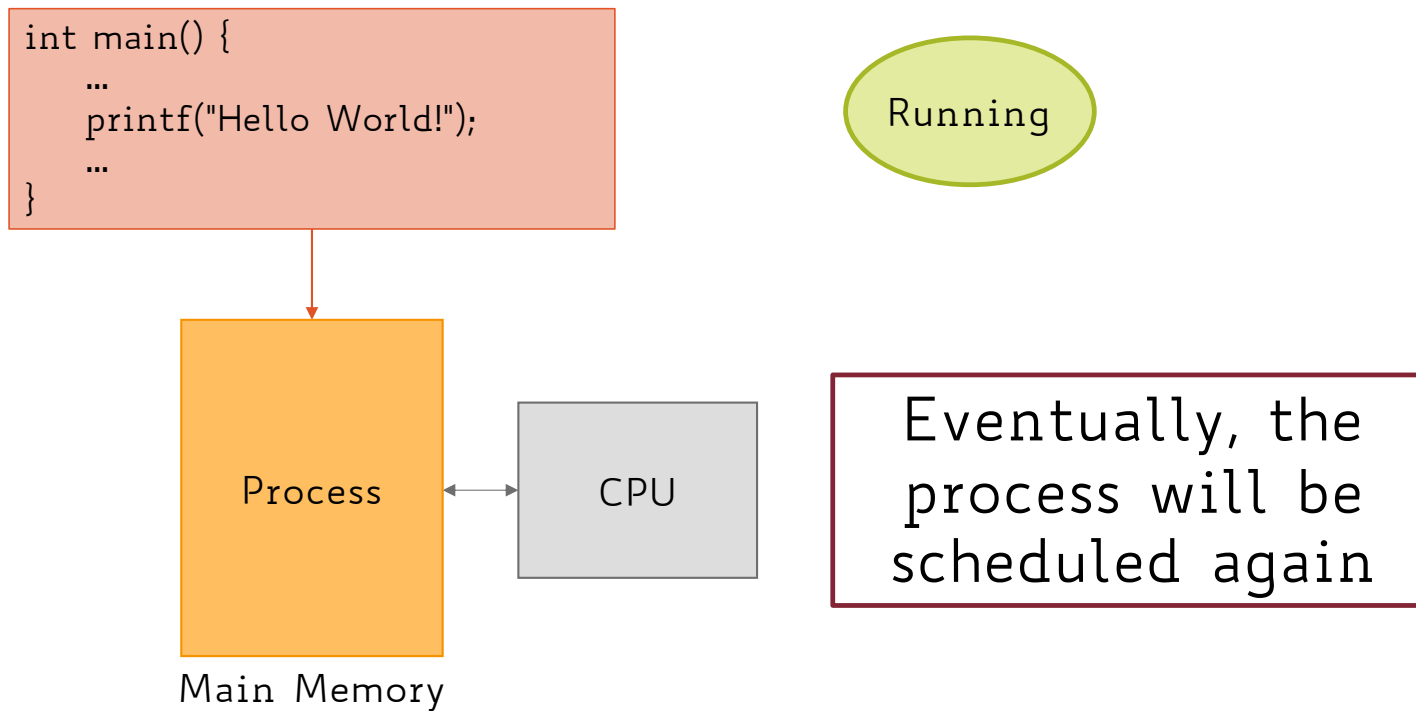 int main() {
…
printf("Hello World!");
…
}
Running
Process
CPU
Main Memory
Eventually, the
process will be
scheduled again